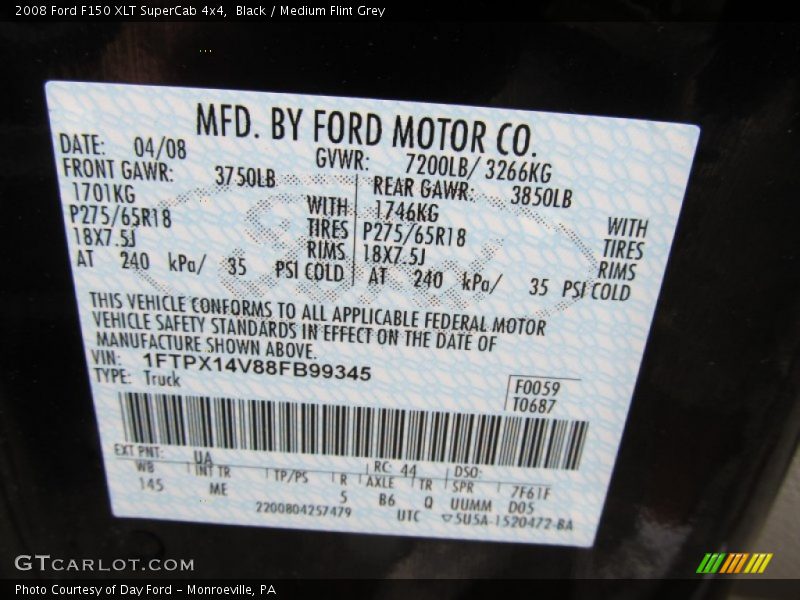 2008 Ford F150 XLT SuperCab 4x4,  Black / Medium Flint Grey
MFD. BY FORD MOTOR CO.
DATE: 04/08 GVWR: 7200LB/ 3266KG
FRONT GAWR: 3750LB REAR GAWR: 3850LB
1701KG WITH 1746KG WITH
P275/65R18 TIRES P275/65R18 TIRES
18X7.5J RIMS 18X7.5J RIMS
AT 240 kPa/ 35 PSI COLD AT 240 kPa/ 35 PSI COLD
THIS VEHICLE CONFORMS TO ALL APPLICABLE FEDERAL MOTOR
VEHICLE SAFETY STANDARDS IN EFFECT ON THE DATE OF
MANUFACTURE SHOWN ABOVE.
VIN: 1FTPX14V88FB99345
TYPE: Truck
F0059
T0687
EXT PNT: UA RC: 44 DSO:
WB INT TR TP/PS R AXLE TR SPR 7F61F
145 ME 5 B6 Q UUMM D05
2200804257479 UTC 5U5A-1520472-BA
GTCARLOT.COM
Photo Courtesy of Day Ford - Monroeville, PA